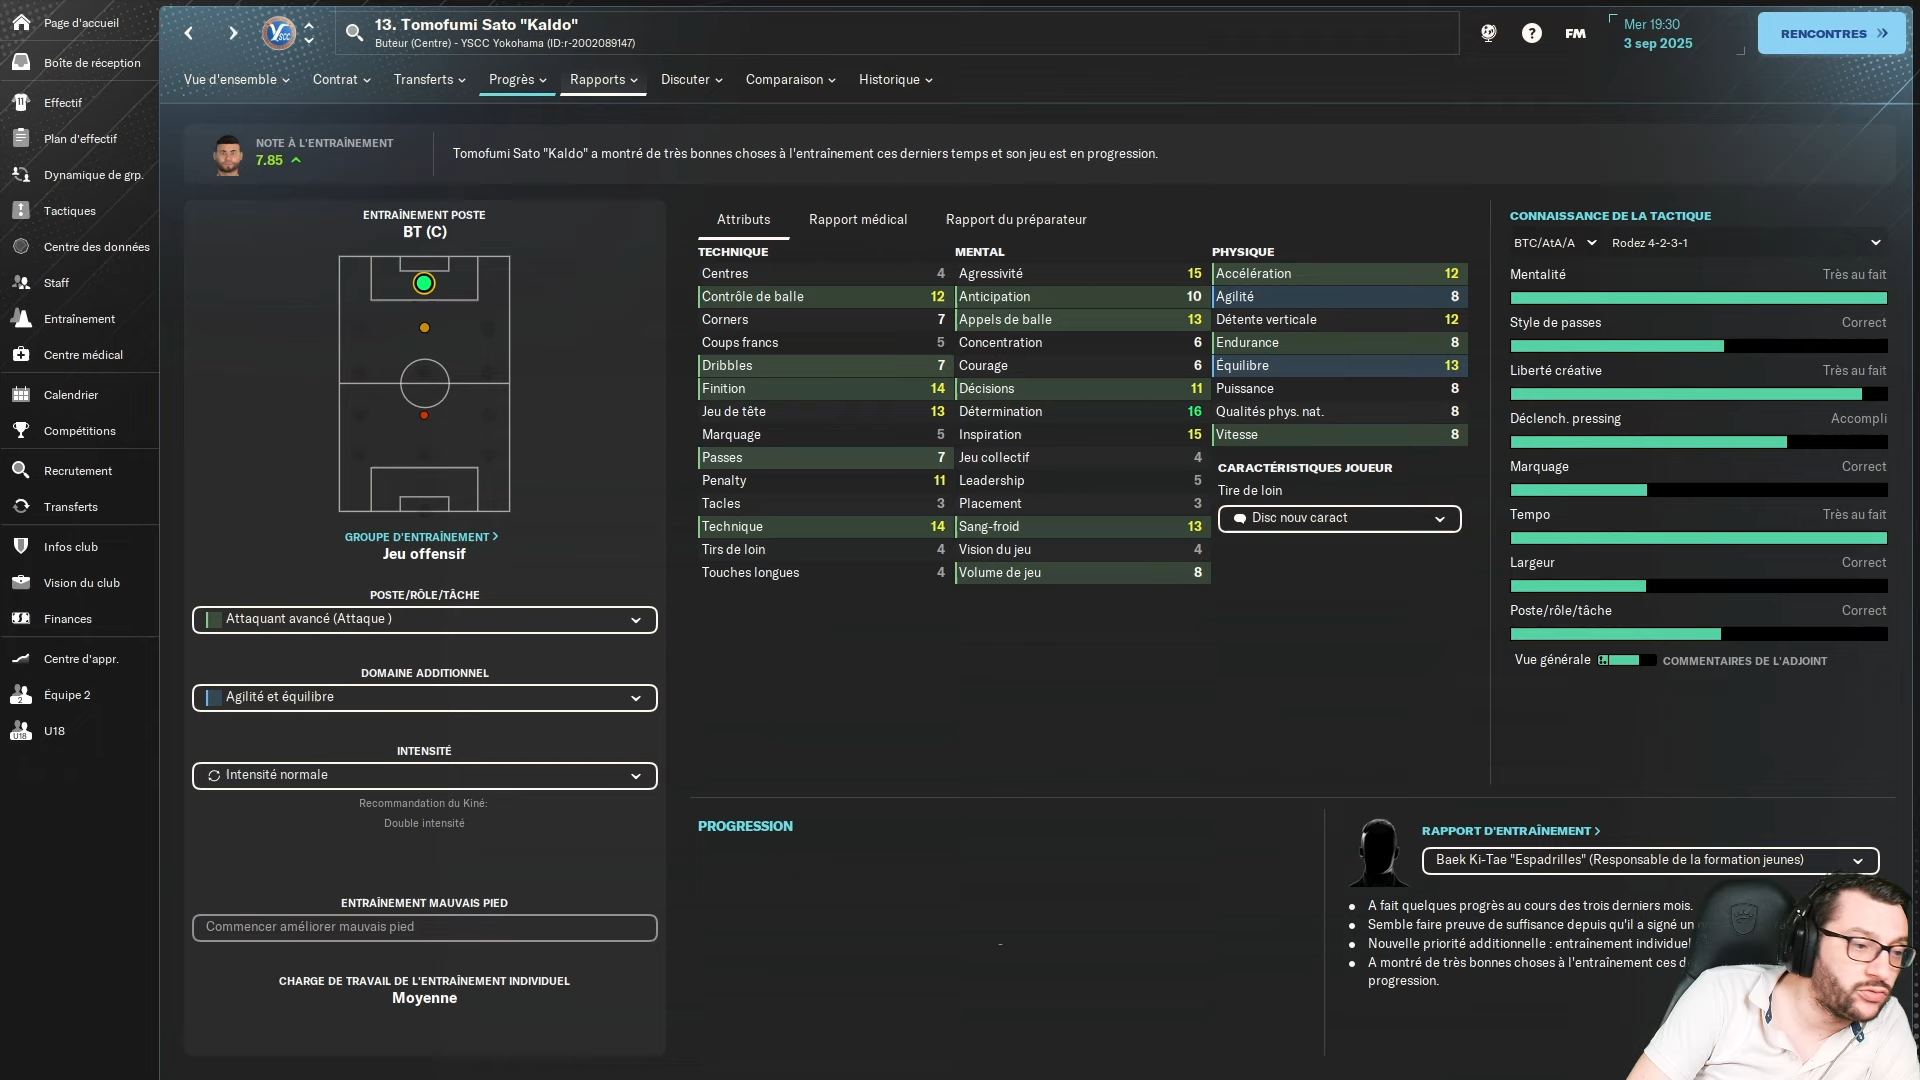 Page d'accueil
Boîte de réception
Effectif
Plan d'effectif
Dynamique de grp.
Tactiques
Centre des données
Staff
Entraînement
Centre médical
Calendrier
Compétitions
Recrutement
Transferts
Infos club
Vision du club
Finances
Centre d'appr.
Équipe 2
U18
13. Tomofumi Sato "Kaldo"
Buteur (Centre) - YSCC Yokohama (ID:r-2002089147)
FM
Mer 19:30
3 sep 2025
RENCONTRES
Vue d'ensemble
Contrat
Transferts
Progrès
Rapports
Discuter
Comparaison
Historique
NOTE À L'ENTRAÎNEMENT
7.85
Tomofumi Sato "Kaldo" a montré de très bonnes choses à l'entraînement ces derniers temps et son jeu est en progression.
ENTRAÎNEMENT POSTE
BT (C)
GROUPE D'ENTRAÎNEMENT
Jeu offensif
POSTE/RÔLE/TÂCHE
Attaquant avancé (Attaque )
DOMAINE ADDITIONNEL
Agilité et équilibre
INTENSITÉ
Intensité normale
Recommandation du Kiné:
Double intensité
ENTRAÎNEMENT MAUVAIS PIED
Commencer améliorer mauvais pied
CHARGE DE TRAVAIL DE L'ENTRAÎNEMENT INDIVIDUEL
Moyenne
Attributs
Rapport médical
Rapport du préparateur
TECHNIQUE
Centres 4
Contrôle de balle 12
Corners 7
Coups francs 5
Dribbles 7
Finition 14
Jeu de tête 13
Marquage 5
Passes 7
Penalty 11
Tacles 3
Technique 14
Tirs de loin 4
Touches longues 4
MENTAL
Agressivité 15
Anticipation 10
Appels de balle 13
Concentration 6
Courage 6
Décisions 11
Détermination 16
Inspiration 15
Jeu collectif 4
Leadership 5
Placement 3
Sang-froid 13
Vision du jeu 4
Volume de jeu 8
PHYSIQUE
Accélération 12
Agilité 8
Détente verticale 12
Endurance 8
Équilibre 13
Puissance 8
Qualités phys. nat. 8
Vitesse 8
CARACTÉRISTIQUES JOUEUR
Tire de loin
Disc nouv caract
CONNAISSANCE DE LA TACTIQUE
BTC/AtA/A Rodez 4-2-3-1
Mentalité Très au fait
Style de passes Correct
Liberté créative Très au fait
Déclench. pressing Accompli
Marquage Correct
Tempo Très au fait
Largeur Correct
Poste/rôle/tâche Correct
Vue générale COMMENTAIRES DE L'ADJOINT
PROGRESSION
-
RAPPORT D'ENTRAÎNEMENT
Baek Ki-Tae "Espadrilles" (Responsable de la formation jeunes)
A fait quelques progrès au cours des trois derniers mois.
Semble faire preuve de suffisance depuis qu'il a signé un
Nouvelle priorité additionnelle : entraînement individuel
A montré de très bonnes choses à l'entraînement ces
progression.